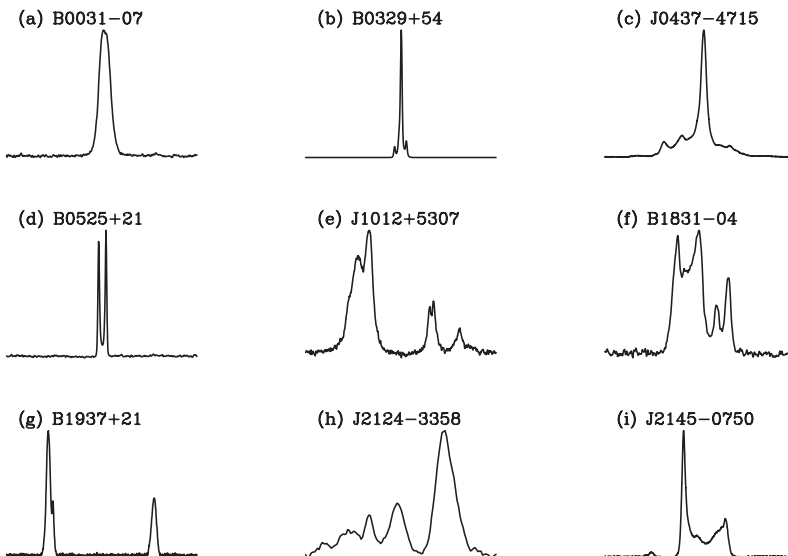 (a) B0031−07
(b) B0329+54
(c) J0437−4715
(d) B0525+21
(e) J1012+5307
(f) B1831−04
(g) B1937+21
(h) J2124−3358
(i) J2145−0750